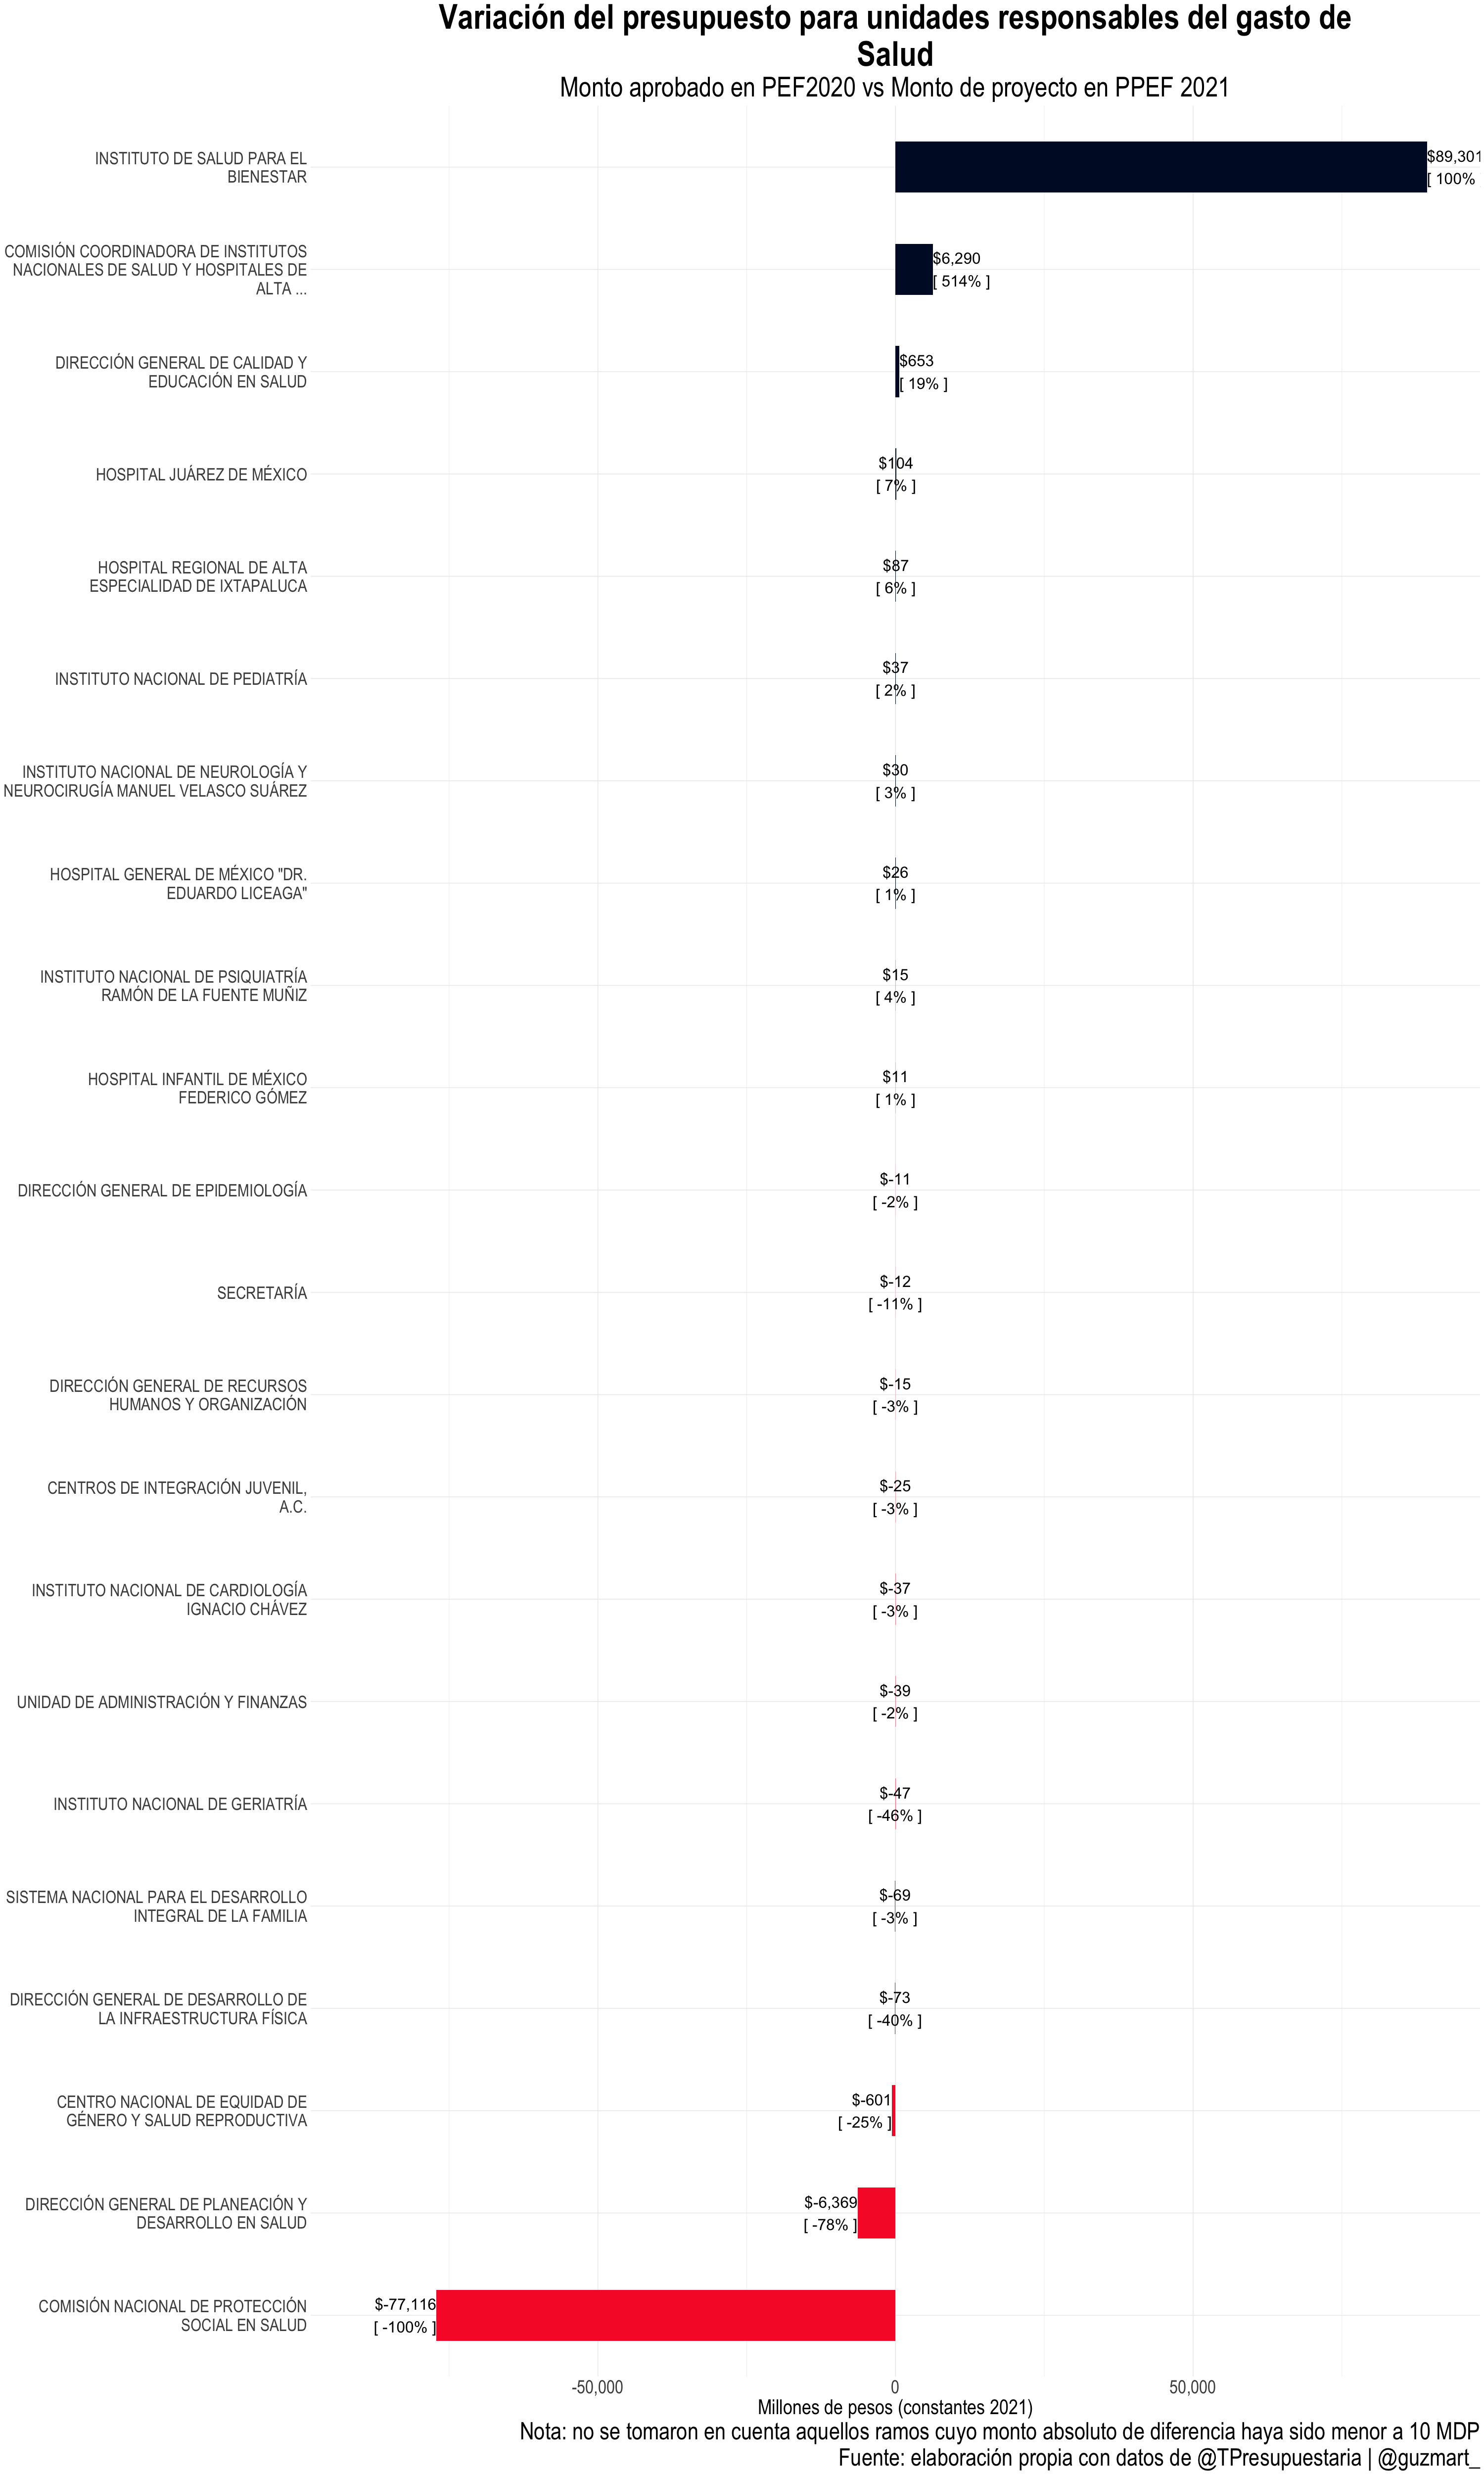 Variación del presupuesto para unidades responsables del gasto de
Salud
Monto aprobado en PEF2020 vs Monto de proyecto en PPEF 2021
INSTITUTO DE SALUD PARA EL
BIENESTAR
$89,301
[ 100%
COMISIÓN COORDINADORA DE INSTITUTOS
NACIONALES DE SALUD Y HOSPITALES DE
ALTA ...
$6,290
[ 514% ]
DIRECCIÓN GENERAL DE CALIDAD Y
EDUCACIÓN EN SALUD
$653
[ 19% ]
HOSPITAL JUÁREZ DE MÉXICO
$104
[ 7% ]
HOSPITAL REGIONAL DE ALTA
ESPECIALIDAD DE IXTAPALUCA
$87
[ 6% ]
INSTITUTO NACIONAL DE PEDIATRÍA
$37
[ 2% ]
INSTITUTO NACIONAL DE NEUROLOGÍA Y
NEUROCIRUGÍA MANUEL VELASCO SUÁREZ
$30
[ 3% ]
HOSPITAL GENERAL DE MÉXICO "DR.
EDUARDO LICEAGA"
$26
[ 1% ]
INSTITUTO NACIONAL DE PSIQUIATRÍA
RAMÓN DE LA FUENTE MUÑIZ
$15
[ 4% ]
HOSPITAL INFANTIL DE MÉXICO
FEDERICO GÓMEZ
$11
[ 1% ]
DIRECCIÓN GENERAL DE EPIDEMIOLOGÍA
$-11
[ -2% ]
SECRETARÍA
$-12
[ -11% ]
DIRECCIÓN GENERAL DE RECURSOS
HUMANOS Y ORGANIZACIÓN
$-15
[ -3% ]
CENTROS DE INTEGRACIÓN JUVENIL,
A.C.
$-25
[ -3% ]
INSTITUTO NACIONAL DE CARDIOLOGÍA
IGNACIO CHÁVEZ
$-37
[ -3% ]
UNIDAD DE ADMINISTRACIÓN Y FINANZAS
$-39
[ -2% ]
INSTITUTO NACIONAL DE GERIATRÍA
$-47
[ -46% ]
SISTEMA NACIONAL PARA EL DESARROLLO
INTEGRAL DE LA FAMILIA
$-69
[ -3% ]
DIRECCIÓN GENERAL DE DESARROLLO DE
LA INFRAESTRUCTURA FÍSICA
$-73
[ -40% ]
CENTRO NACIONAL DE EQUIDAD DE
GÉNERO Y SALUD REPRODUCTIVA
$-601
[ -25% ]
DIRECCIÓN GENERAL DE PLANEACIÓN Y
DESARROLLO EN SALUD
$-6,369
[ -78% ]
COMISIÓN NACIONAL DE PROTECCIÓN
SOCIAL EN SALUD
$-77,116
[ -100% ]
-50,000
0
50,000
Millones de pesos (constantes 2021)
Nota: no se tomaron en cuenta aquellos ramos cuyo monto absoluto de diferencia haya sido menor a 10 MDP
Fuente: elaboración propia con datos de @TPresupuestaria | @guzmart_